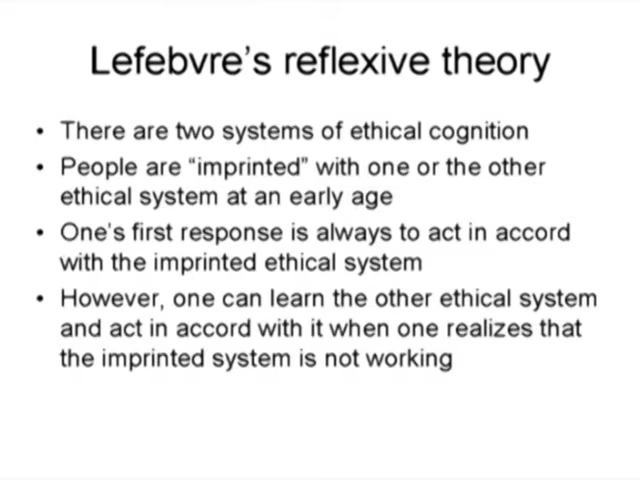 Lefebvre's reflexive theory
• There are two systems of ethical cognition
• People are "imprinted" with one or the other
ethical system at an early age
• One's first response is always to act in accord
with the imprinted ethical system
• However, one can learn the other ethical system
and act in accord with it when one realizes that
the imprinted system is not working